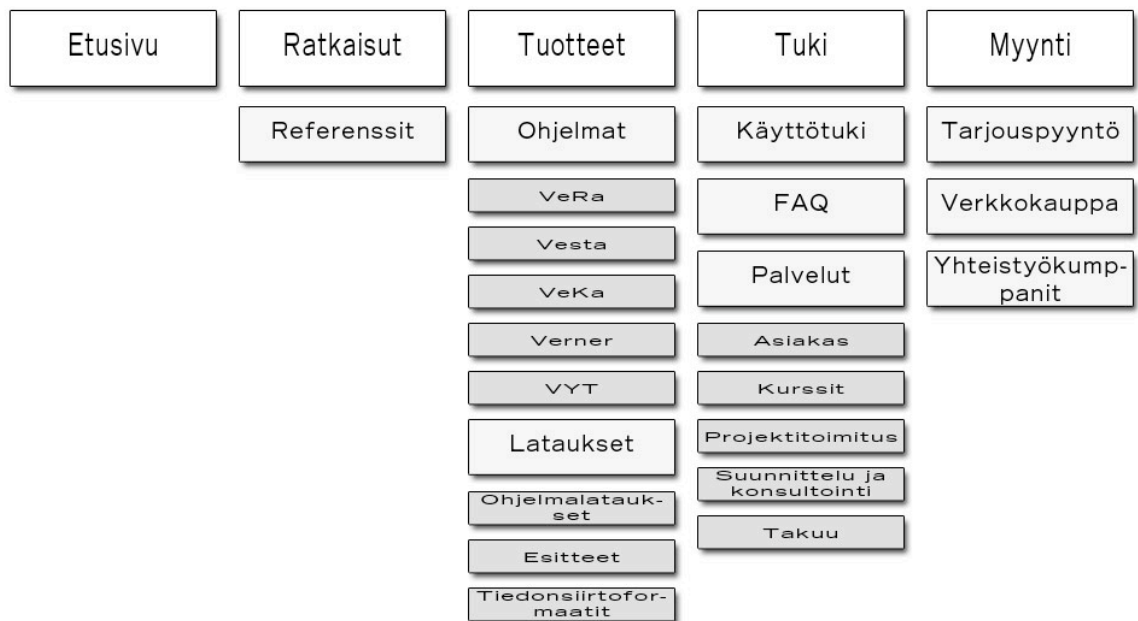 Etusivu
Ratkaisut
Tuotteet
Tuki
Myynti
Referenssit
Ohjelmat
Käyttötuki
Tarjouspyyntö
VeRa
FAQ
Verkkokauppa
Vesta
Palvelut
Yhteistyökump-
panit
VeKa
Verner
Asiakas
VYT
Kurssit
Lataukset
Projektitoimitus
Ohjelmalatauk-
set
Suunnittelu ja
konsultointi
Esitteet
Takuu
Tiedonsiirtofor-
maatit